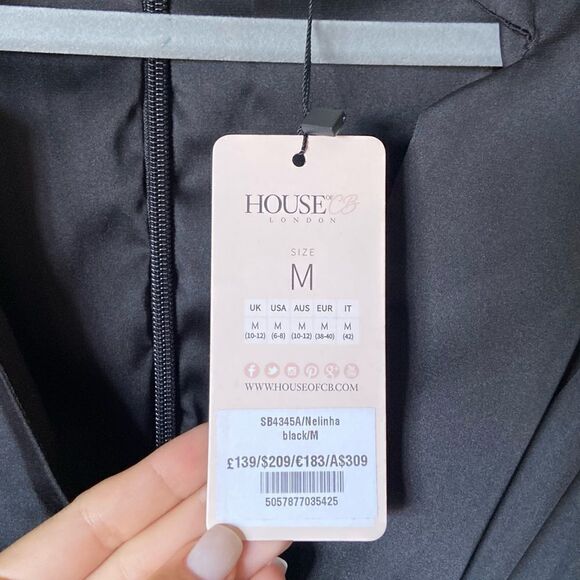 HOUSE OF CB
LONDON
SIZE
M
UK USA AUS EUR IT
M M M M M
(10-12) (6-8) (10-12) (38-40) (42)
WWW.HOUSEOFCB.COM
SB4345A/Nelinha
black/M
£139/$209/€183/A$309
5057877035425